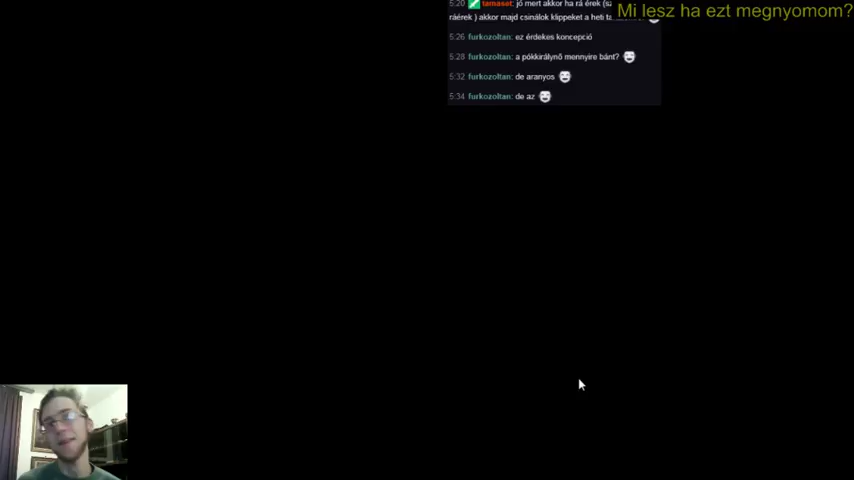 Mi lesz ha ezt megnyomom?
5:20 tamaset: jó mert akkor ha rá érek
ráérek ) akkor majd csinálok klippeket a heti
5:26 furkozoltan: ez érdekes koncepció
5:28 furkozoltan: a pókkirálynő mennyire bánt?
5:32 furkozoltan: de aranyos
5:34 furkozoltan: de az